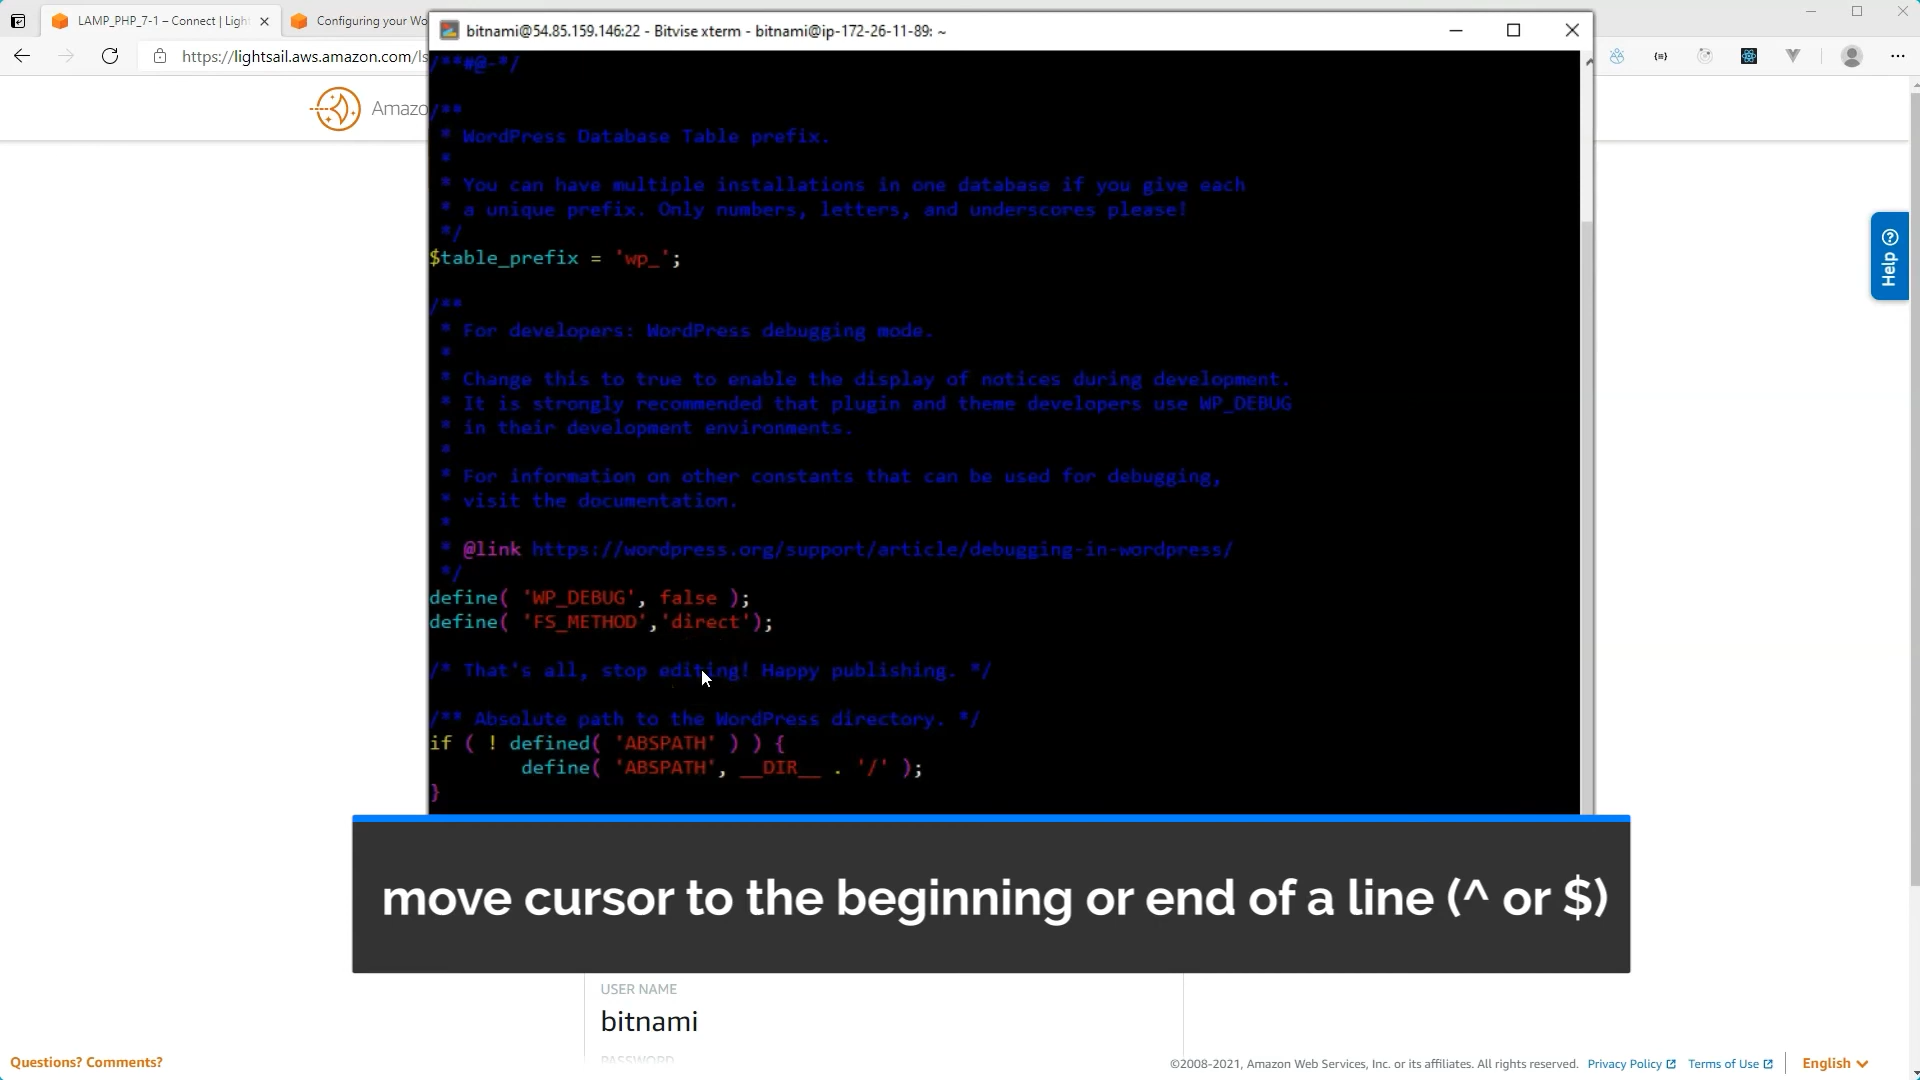 LAMP_PHP_7-1 – Connect | Ligh
Configuring your Wo
bitnami@54.85.159.146:22 - Bitvise xterm - bitnami@ip-172-26-11-89: ~
https://lightsail.aws.amazon.com/ls
Amazo
/**#@-*/
/**
* WordPress Database Table prefix.
*
* You can have multiple installations in one database if you give each
* a unique prefix. Only numbers, letters, and underscores please!
*/
$table_prefix = 'wp_';
/**
* For developers: WordPress debugging mode.
*
* Change this to true to enable the display of notices during development.
* It is strongly recommended that plugin and theme developers use WP_DEBUG
* in their development environments.
*
* For information on other constants that can be used for debugging,
* visit the documentation.
*
* @link https://wordpress.org/support/article/debugging-in-wordpress/
*/
define( 'WP_DEBUG', false );
define( 'FS_METHOD','direct');
/* That's all, stop editing! Happy publishing. */
/** Absolute path to the WordPress directory. */
if ( ! defined( 'ABSPATH' ) ) {
define( 'ABSPATH', __DIR__ . '/' );
}
Help
move cursor to the beginning or end of a line (^ or $)
USER NAME
bitnami
PASSWORD
Questions? Comments?
©2008-2021, Amazon Web Services, Inc. or its affiliates. All rights reserved.
Privacy Policy
Terms of Use
English